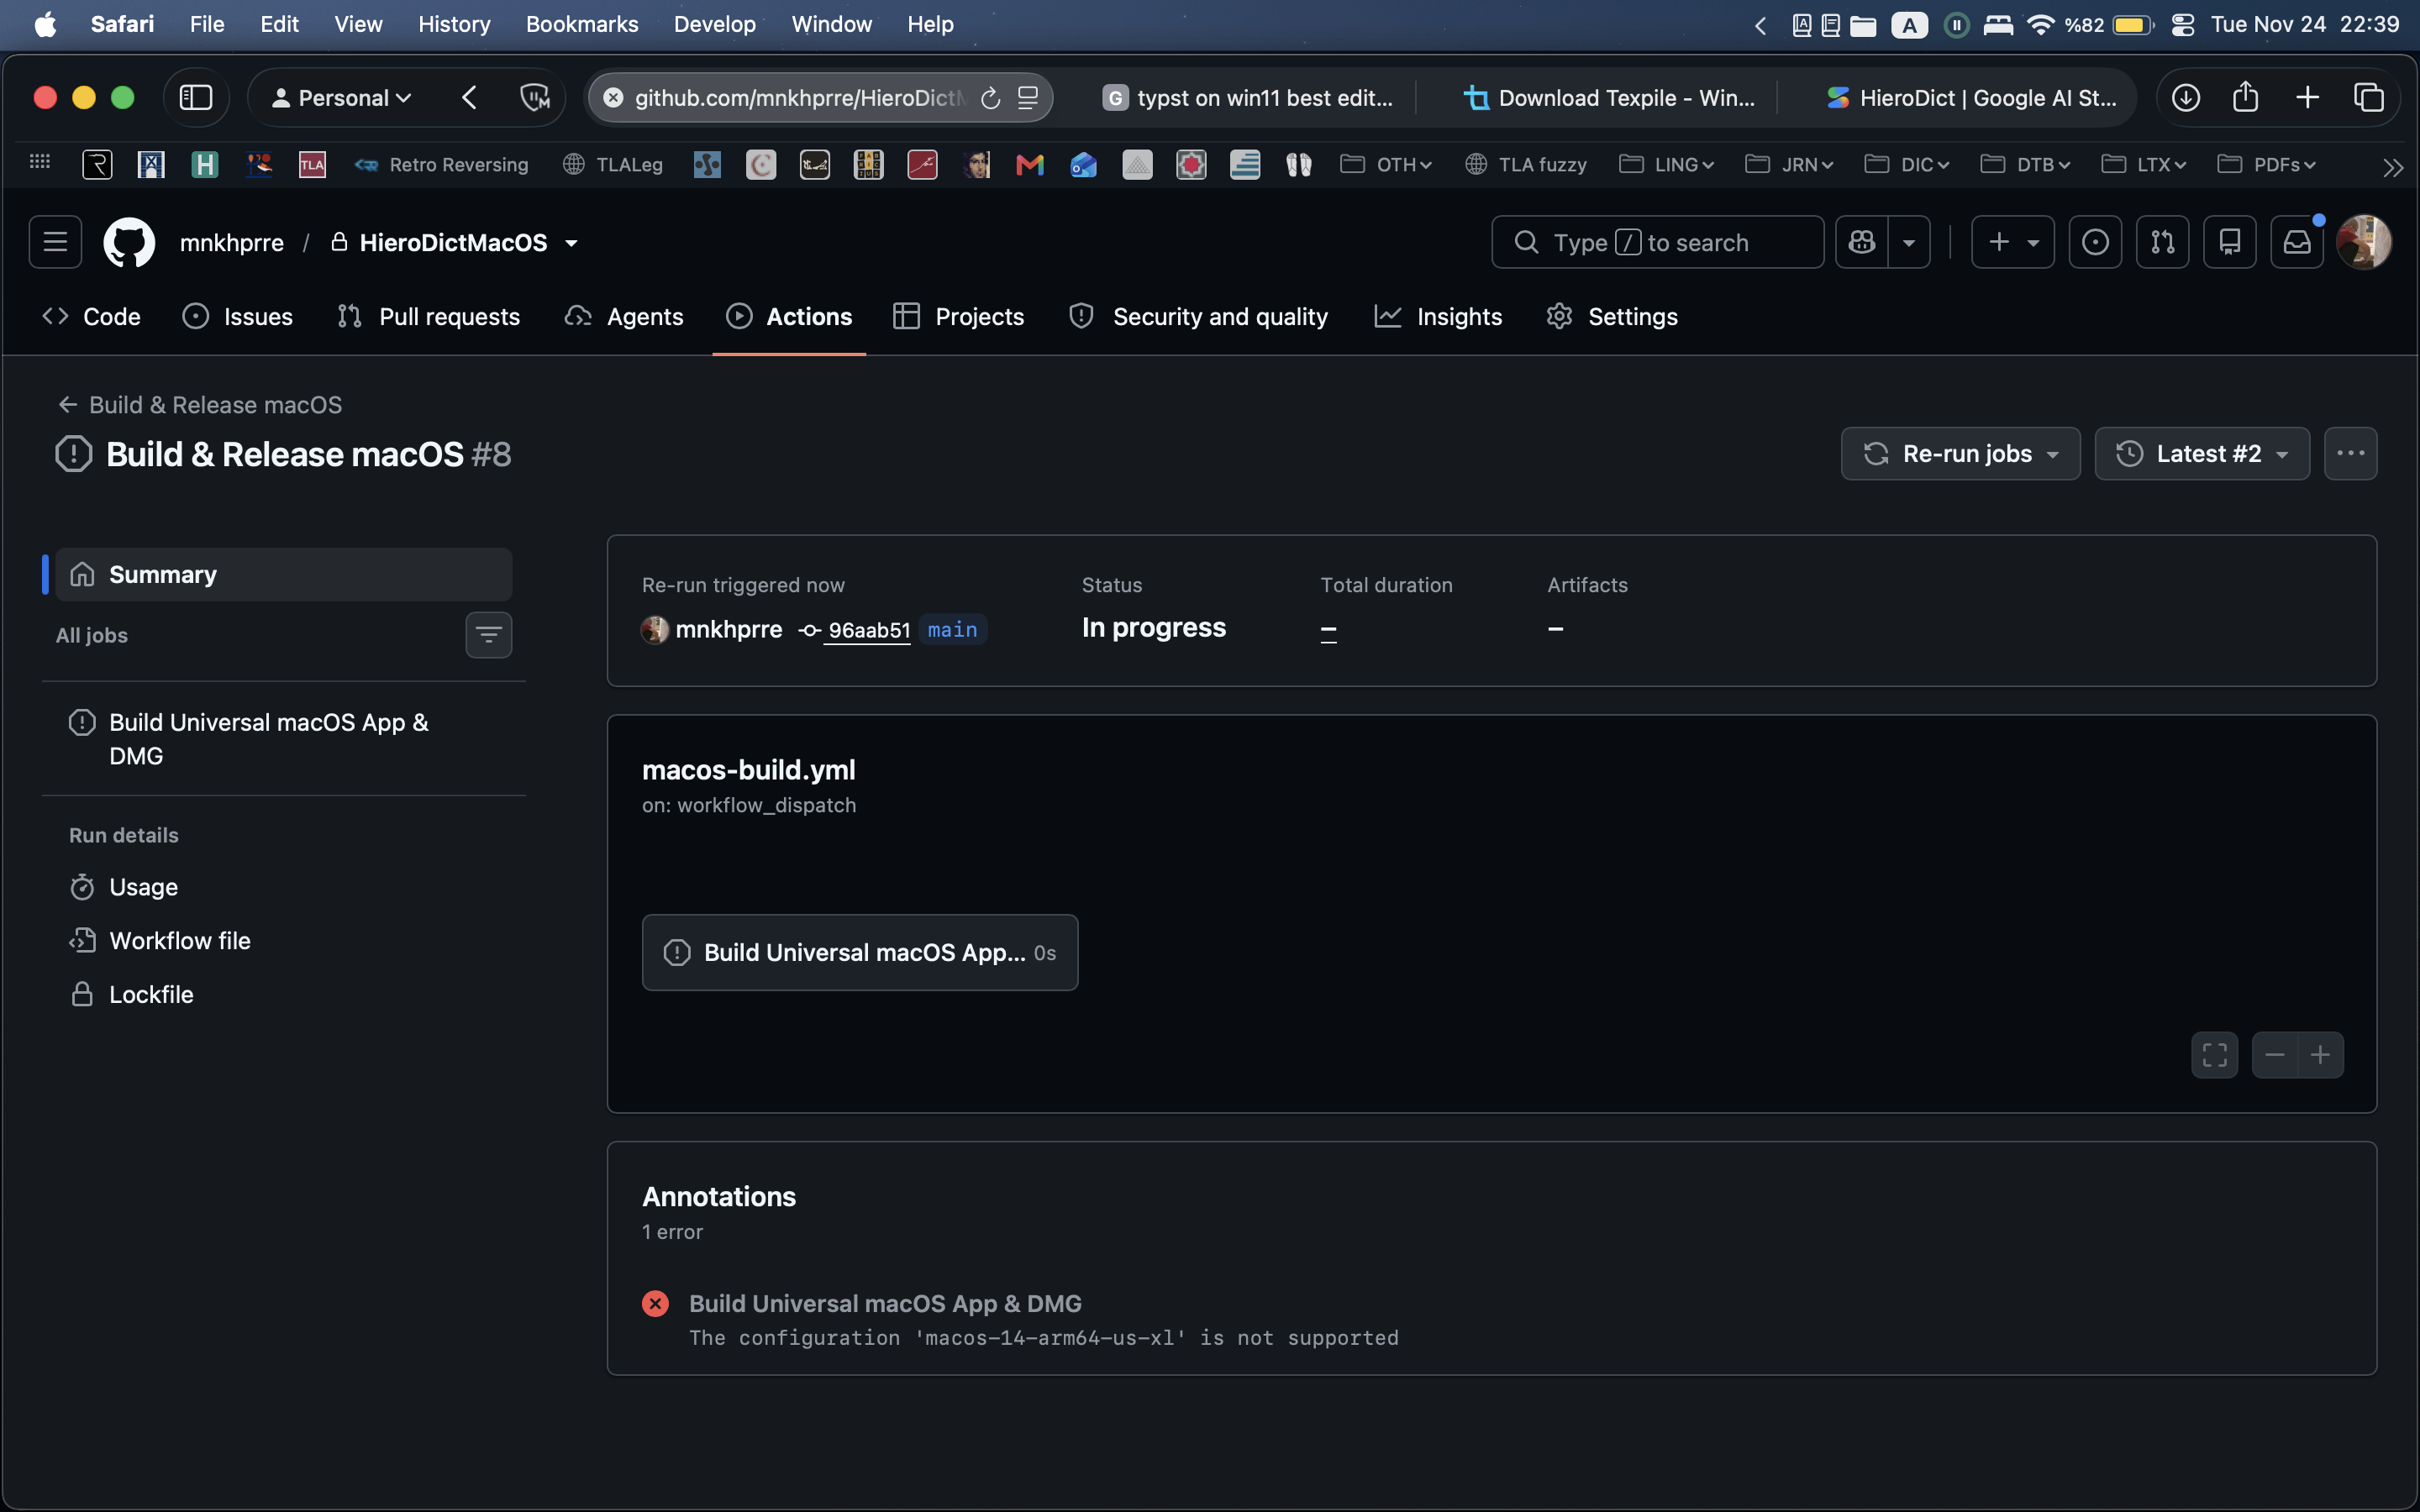 Safari File Edit View History Bookmarks Develop Window Help A %82 Tue Nov 24 22:39
Personal github.com/mnkhprre/HieroDictM G typst on win11 best edit... Download Texpile - Win... HieroDict | Google AI St...
H TLA Retro Reversing TLALeg OTH TLA fuzzy LING JRN DIC DTB LTX PDFs
mnkhprre / HieroDictMacOS Type / to search
Code Issues Pull requests Agents Actions Projects Security and quality Insights Settings
← Build & Release macOS
Build & Release macOS #8 Re-run jobs Latest #2 ...
Summary
All jobs
Build Universal macOS App &
DMG
Run details
Usage
Workflow file
Lockfile
Re-run triggered now Status Total duration Artifacts
mnkhprre 96aab51 main In progress – –
macos-build.yml
on: workflow_dispatch
Build Universal macOS App... 0s
Annotations
1 error
Build Universal macOS App & DMG
The configuration 'macos-14-arm64-us-xl' is not supported